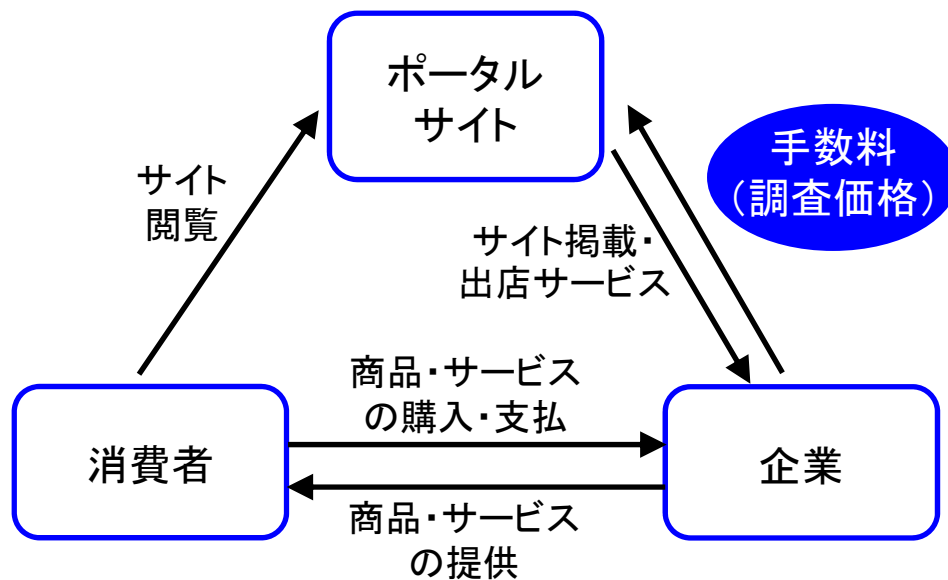 ポータル
サイト
手数料
（調査価格）
サイト
閲覧
サイト掲載・
出店サービス
商品・サービス
の購入・支払
消費者
企業
商品・サービス
の提供